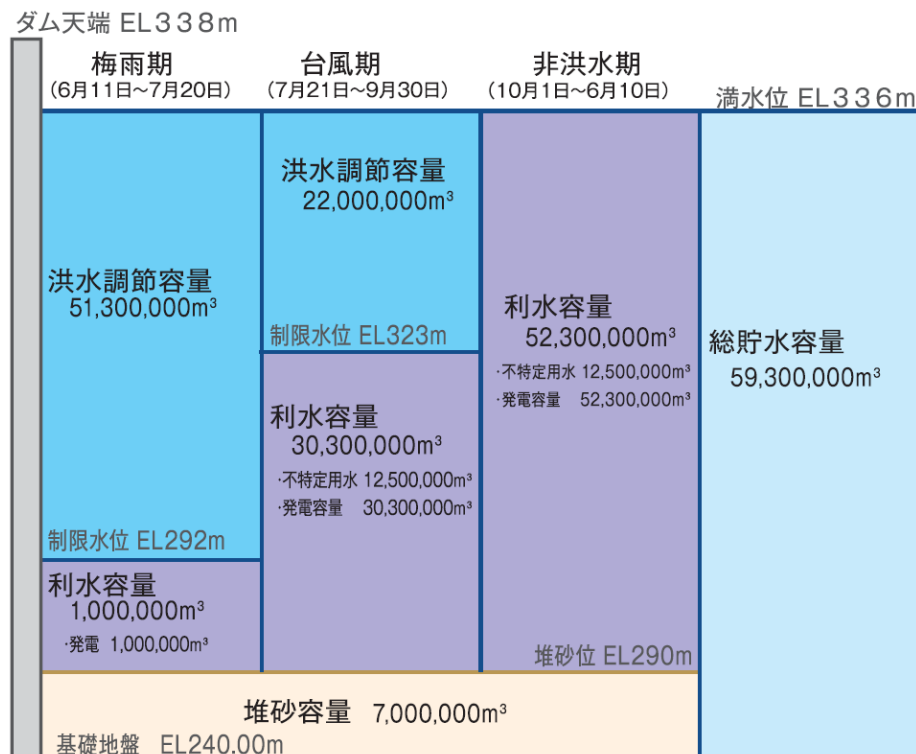 ダム天端 EL338m
梅雨期
(6月11日～7月20日)
台風期
(7月21日～9月30日)
非洪水期
(10月1日～6月10日)
満水位 EL336m
洪水調節容量
51,300,000m³
制限水位 EL292m
利水容量
1,000,000m³
・発電 1,000,000m³
洪水調節容量
22,000,000m³
制限水位 EL323m
利水容量
30,300,000m³
・不特定用水 12,500,000m³
・発電容量 30,300,000m³
利水容量
52,300,000m³
・不特定用水 12,500,000m³
・発電容量 52,300,000m³
堆砂位 EL290m
総貯水容量
59,300,000m³
堆砂容量 7,000,000m³
基礎地盤 EL240.00m